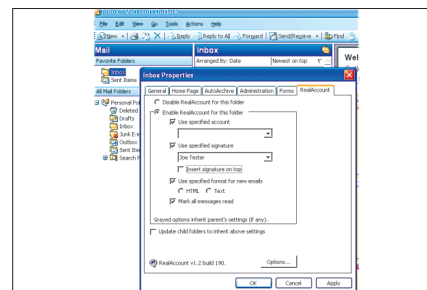 Inbox - Microsoft Outlook
File Edit View Go Tools Actions Help
New Reply Reply to All Forward Send/Receive Find
Mail
Inbox
Favorite Folders
Arranged By: Date
Newest on top
Wel
Inbox
Sent Items
Inbox Properties
All Mail Folders
General Home Page AutoArchive Administration Forms RealAccount
Personal Fol
Deleted
Drafts
Inbox
Junk E-m
Outbox
Sent Ite
Search F
Disable RealAccount for this folder
Enable RealAccount for this folder
Use specified account
Use specified signature
Joe Tester
Insert signature on top
Use specified format for new emails
HTML Text
Mark all messages read
Grayed options inherit parent's settings (if any).
Update child folders to inherit above settings
RealAccount v1.2 build 190.
Options...
OK Cancel Apply